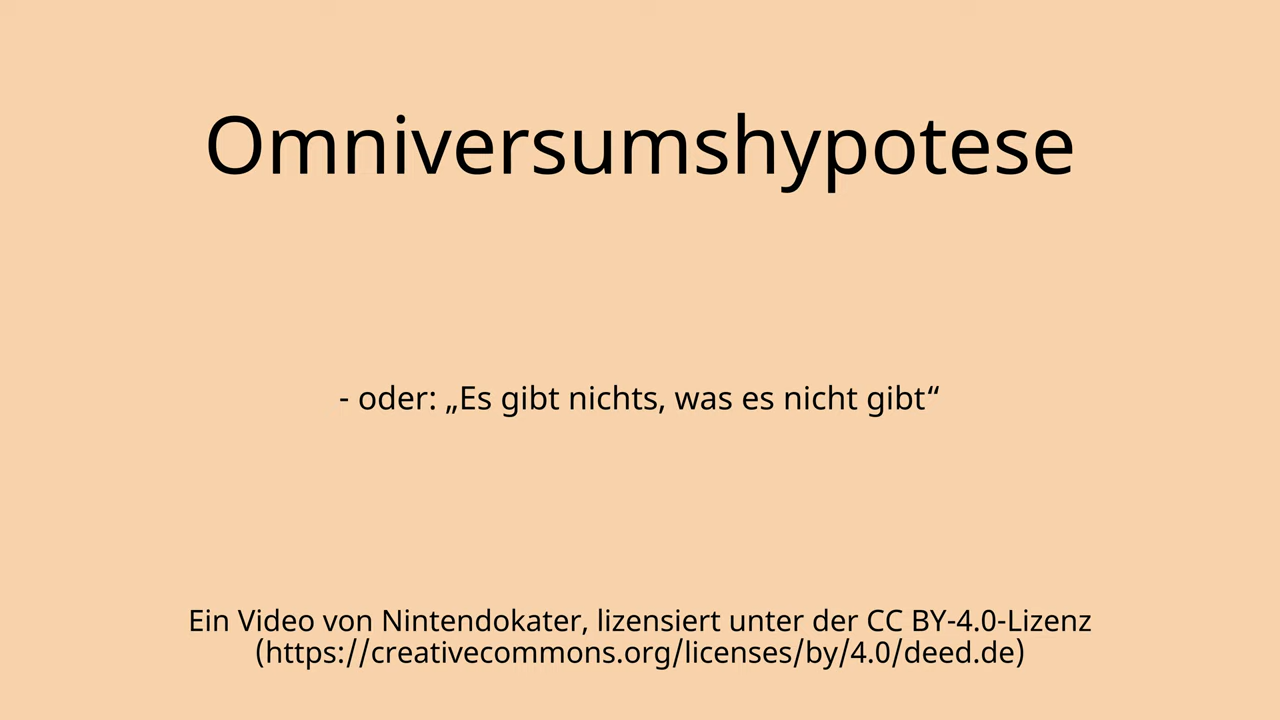 Omniversumshypotese
- oder: „Es gibt nichts, was es nicht gibt“
Ein Video von Nintendokater, lizensiert unter der CC BY-4.0-Lizenz
(https://creativecommons.org/licenses/by/4.0/deed.de)